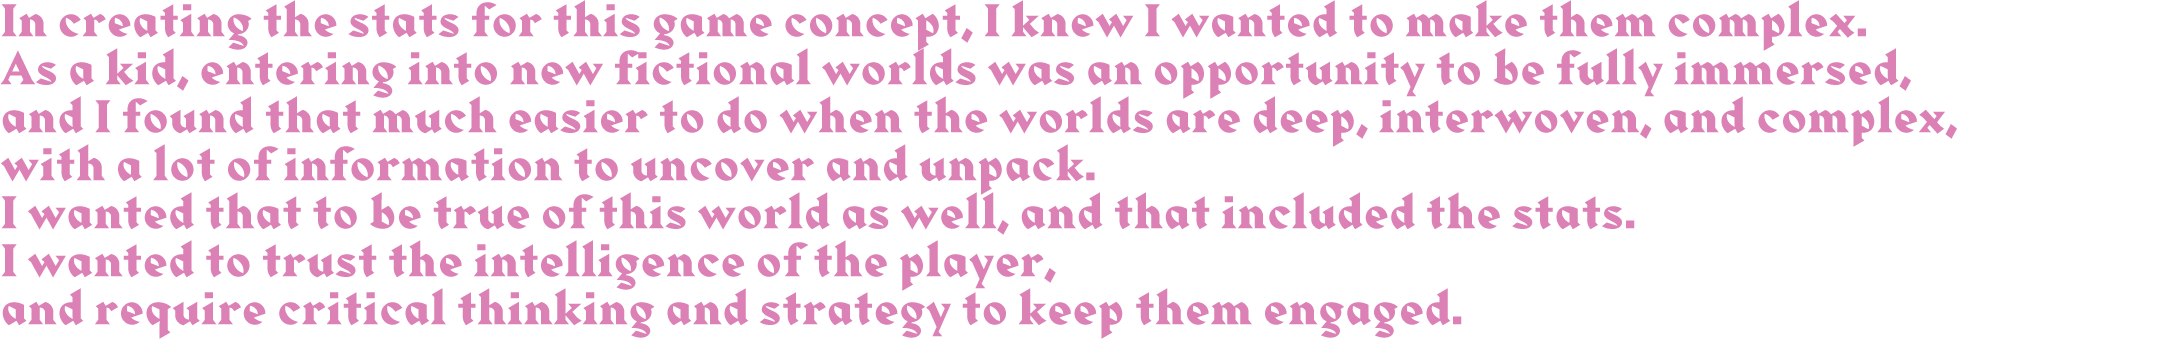 In creating the stats for this game concept, I knew I wanted to make them complex.
As a kid, entering into new fictional worlds was an opportunity to be fully immersed,
and I found that much easier to do when the worlds are deep, interwoven, and complex,
with a lot of information to uncover and unpack.
I wanted that to be true of this world as well, and that included the stats.
I wanted to trust the intelligence of the player,
and require critical thinking and strategy to keep them engaged.